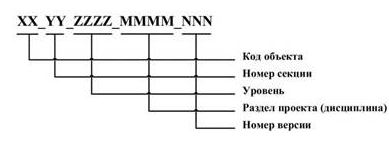 XX_YY_ZZZZ_MMMM_NNN
Код объекта
Номер секции
Уровень
Раздел проекта (дисциплина)
Номер версии